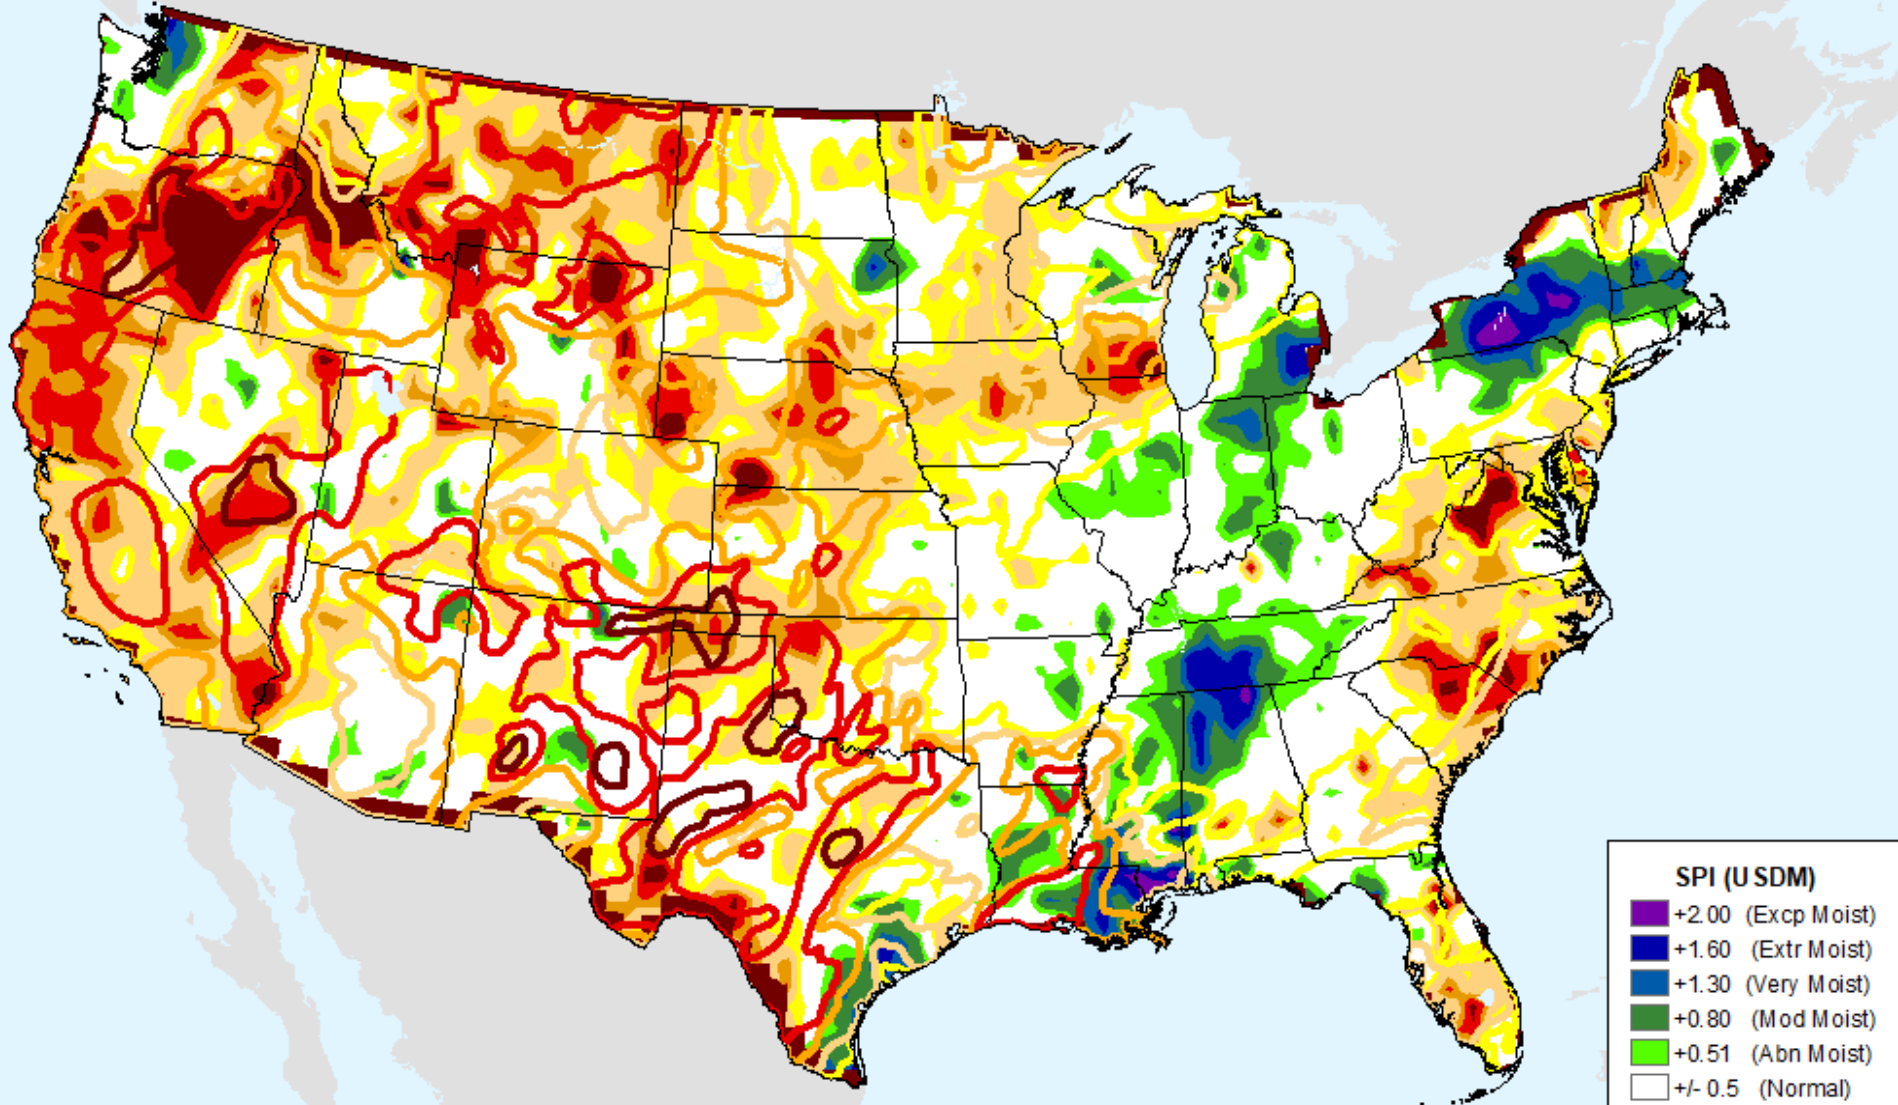 SPI (USDM)
+2.00 (Excp Moist)
+1.60 (Extr Moist)
+1.30 (Very Moist)
+0.80 (Mod Moist)
+0.51 (Abn Moist)
+/- 0.5 (Normal)